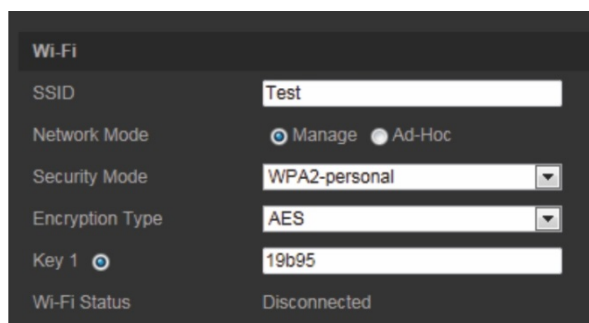 Wi-Fi
SSID Test
Network Mode Manage Ad-Hoc
Security Mode WPA2-personal
Encryption Type AES
Key 1 19b95
Wi-Fi Status Disconnected